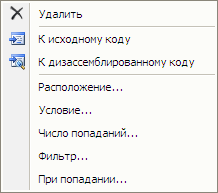 Удалить
К исходному коду
К дизассемблированному коду
Расположение...
Условие...
Число попаданий...
Фильтр...
При попадании...